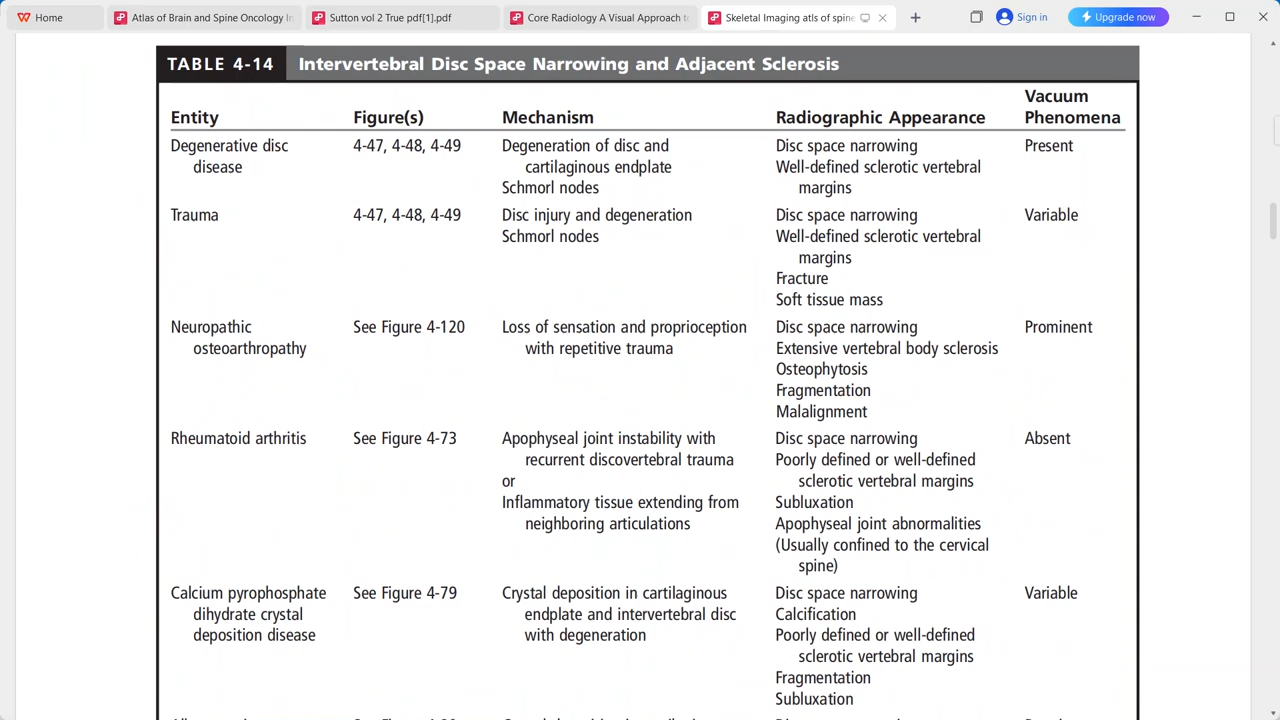 Home
Atlas of Brain and Spine Oncology
Sutton vol 2 True pdf[1].pdf
Core Radiology A Visual Approach
Skeletal Imaging atls of spine
Sign in
Upgrade now
TABLE 4-14 Intervertebral Disc Space Narrowing and Adjacent Sclerosis
Vacuum
Entity Figure(s) Mechanism Radiographic Appearance Phenomena
Degenerative disc 4-47, 4-48, 4-49 Degeneration of disc and Disc space narrowing Present
disease cartilaginous endplate Well-defined sclerotic vertebral
Schmorl nodes margins
Trauma 4-47, 4-48, 4-49 Disc injury and degeneration Disc space narrowing Variable
Schmorl nodes Well-defined sclerotic vertebral
margins
Fracture
Soft tissue mass
Neuropathic See Figure 4-120 Loss of sensation and proprioception Disc space narrowing Prominent
osteoarthropathy with repetitive trauma Extensive vertebral body sclerosis
Osteophytosis
Fragmentation
Malalignment
Rheumatoid arthritis See Figure 4-73 Apophyseal joint instability with Disc space narrowing Absent
recurrent discovertebral trauma Poorly defined or well-defined
or sclerotic vertebral margins
Inflammatory tissue extending from Subluxation
neighboring articulations Apophyseal joint abnormalities
(Usually confined to the cervical
spine)
Calcium pyrophosphate See Figure 4-79 Crystal deposition in cartilaginous Disc space narrowing Variable
dihydrate crystal endplate and intervertebral disc Calcification
deposition disease with degeneration Poorly defined or well-defined
sclerotic vertebral margins
Fragmentation
Subluxation